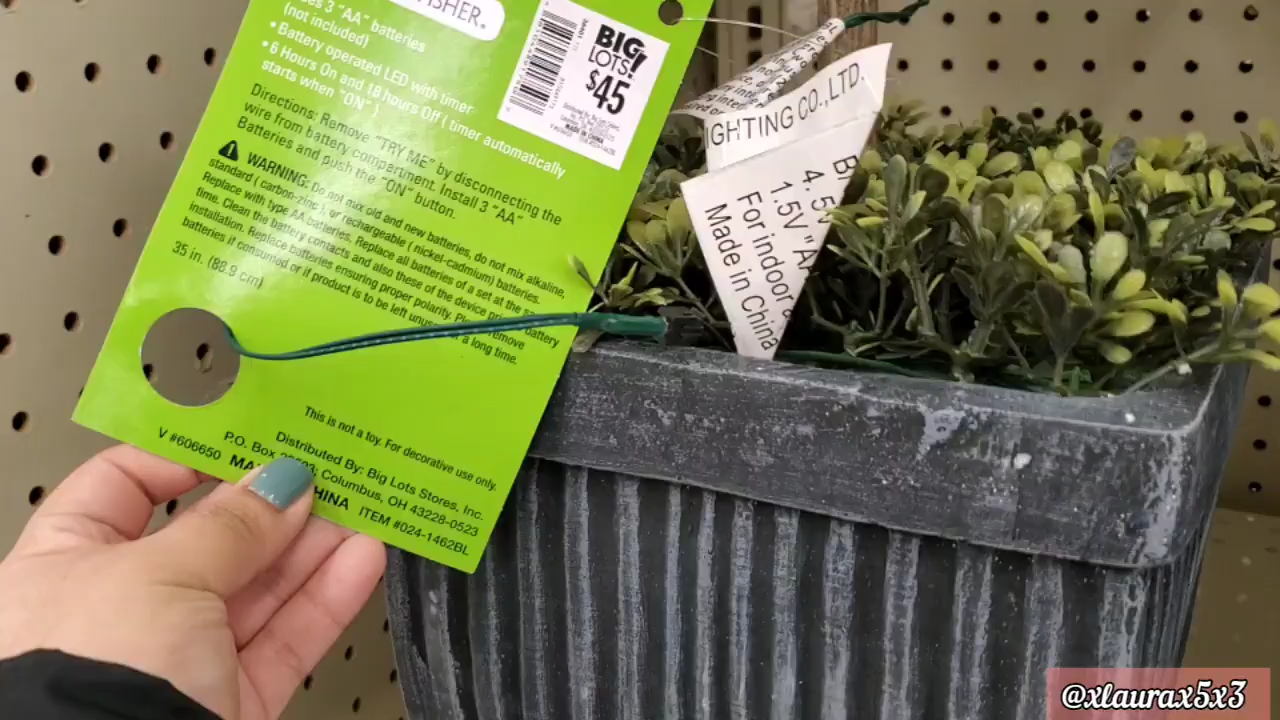 FISHER.
3 "AA" batteries
(not included)
• Battery operated LED with timer
• 6 Hours On and 18 hours Off ( timer automatically
starts when "ON" )
Directions: Remove "TRY ME" by disconnecting the
wire from battery compartment. Install 3 "AA"
Batteries and push the "ON" button.
WARNING: Do not mix old and new batteries, do not mix alkaline,
standard ( carbon-zinc ), or rechargeable ( nickel-cadmium) batteries.
Replace with type AA batteries. Replace all batteries of a set at the
time. Clean the battery contacts and also these of the device battery
installation. Replace batteries ensuring proper polarity. remove
batteries if consumed or if product is to be left a long time.
35 in. (88.9 cm)
This is not a toy. For decorative use only.
Distributed By: Big Lots Stores, Inc.
P.O. Box Columbus, OH 43228-0523
V #606650 ITEM #024-1462BL
BIG
LOTS!
$45
MADE IN CHINA
IGHTING CO.,LTD.
4. 5V
1.5V "A
For indoor
Made in China
@xlaurax5x3